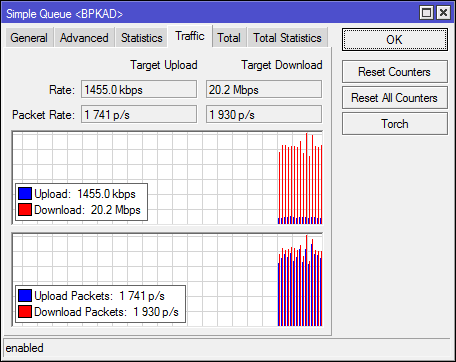 Simple Queue <BPKAD>
General Advanced Statistics Traffic Total Total Statistics
OK
Reset Counters
Reset All Counters
Torch
Target Upload Target Download
Rate: 1455.0 kbps 20.2 Mbps
Packet Rate: 1 741 p/s 1 930 p/s
Upload: 1455.0 kbps
Download: 20.2 Mbps
Upload Packets: 1 741 p/s
Download Packets: 1 930 p/s
enabled